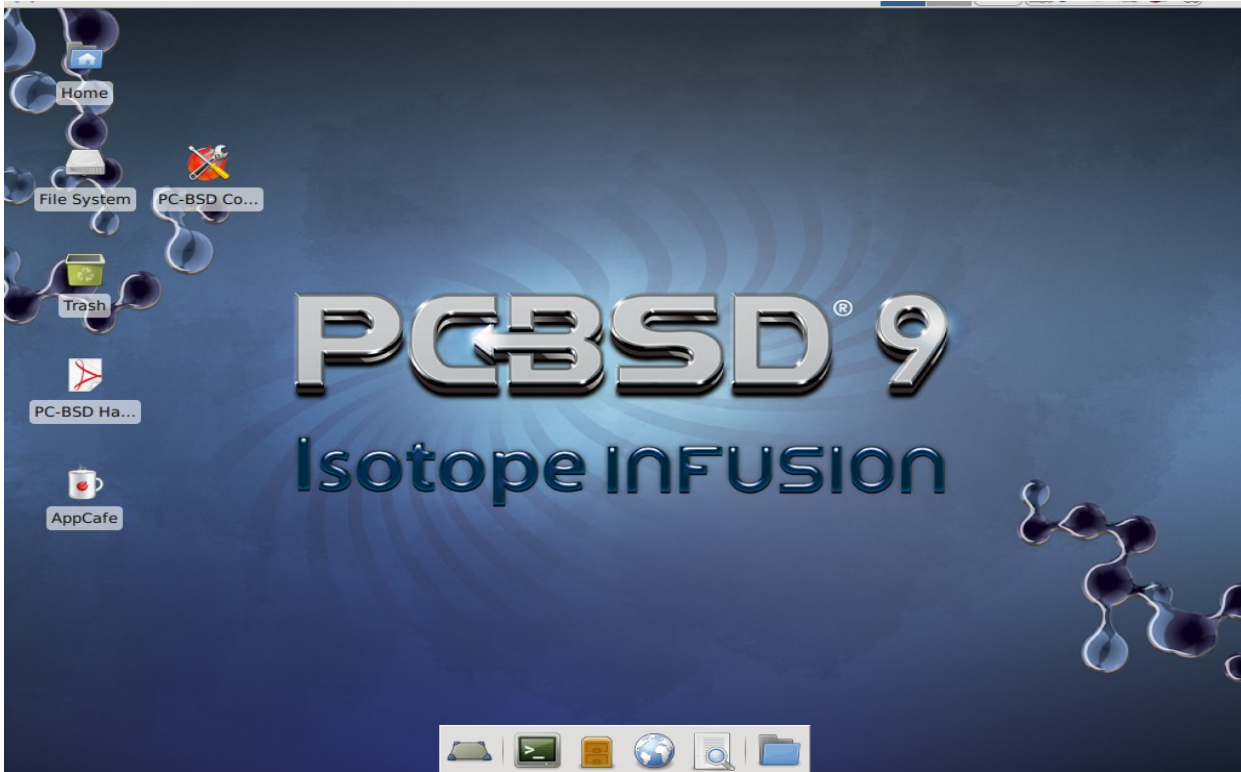 Home
File System
PC-BSD Co...
Trash
PCBSD® 9
PC-BSD Ha...
Isotope INFUSION
AppCafe
>_